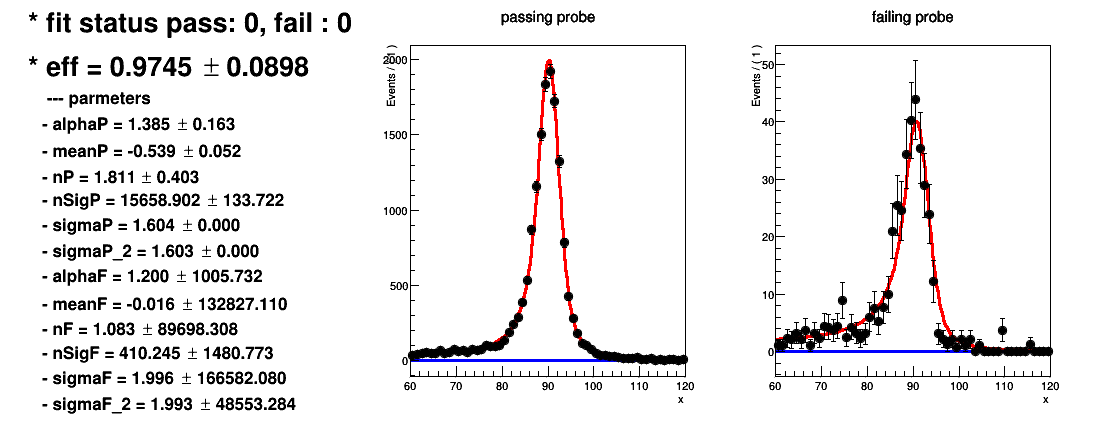 * fit status pass: 0, fail : 0
* eff = 0.9745 ± 0.0898
--- parmeters
- alphaP = 1.385 ± 0.163
- meanP = -0.539 ± 0.052
- nP = 1.811 ± 0.403
- nSigP = 15658.902 ± 133.722
- sigmaP = 1.604 ± 0.000
- sigmaP_2 = 1.603 ± 0.000
- alphaF = 1.200 ± 1005.732
- meanF = -0.016 ± 132827.110
- nF = 1.083 ± 89698.308
- nSigF = 410.245 ± 1480.773
- sigmaF = 1.996 ± 166582.080
- sigmaF_2 = 1.993 ± 48553.284
passing probe
Events / ( 1 )
2000
1500
1000
500
0
60 70 80 90 100 110 120
x
failing probe
Events / ( 1 )
50
40
30
20
10
0
60 70 80 90 100 110 120
x